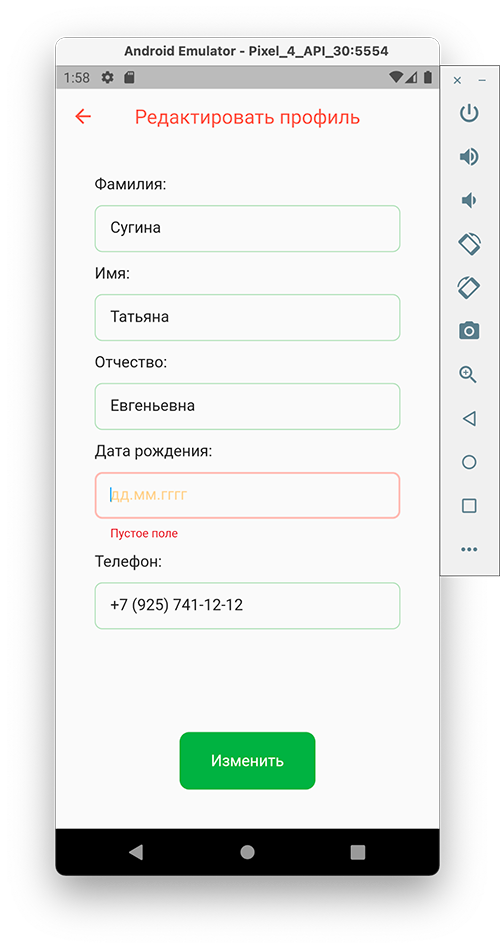 Android Emulator - Pixel_4_API_30:5554
1:58
Редактировать профиль
Фамилия:
Сугина
Имя:
Татьяна
Отчество:
Евгеньевна
Дата рождения:
дд.мм.гггг
Пустое поле
Телефон:
+7 (925) 741-12-12
Изменить